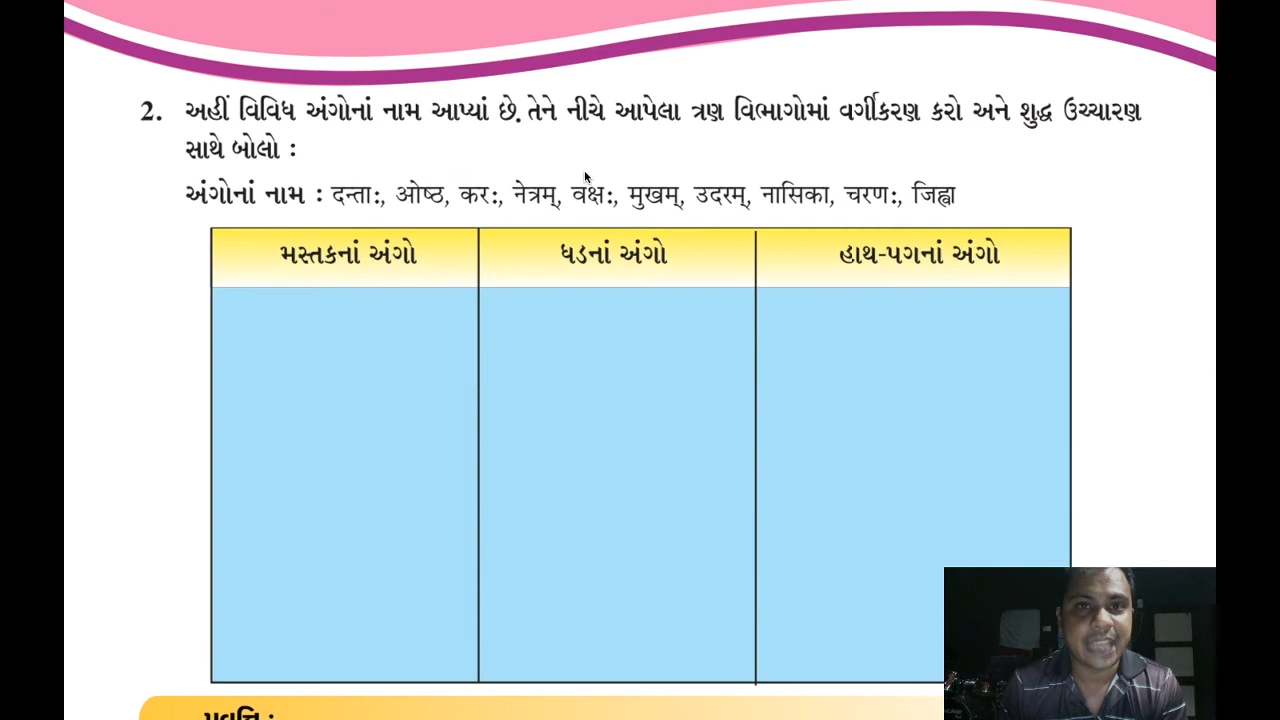 2. અહીં વિવિધ અંગોનાં નામ આપ્યાં છે. તેને નીચે આપેલા ત્રણ વિભાગોમાં વર્ગીકરણ કરો અને શુદ્ધ ઉચ્ચારણ
સાથે બોલો :
અંગોનાં નામ : दन्ताः, ओष्ठ, करः, नेत्रम्, वक्षः, मुखम्, उदरम्, नासिका, चरणः, जिह्वा
મસ્તકનાં અંગો ધડનાં અંગો હાથ-પગનાં અંગો
પ્રવૃત્તિ :